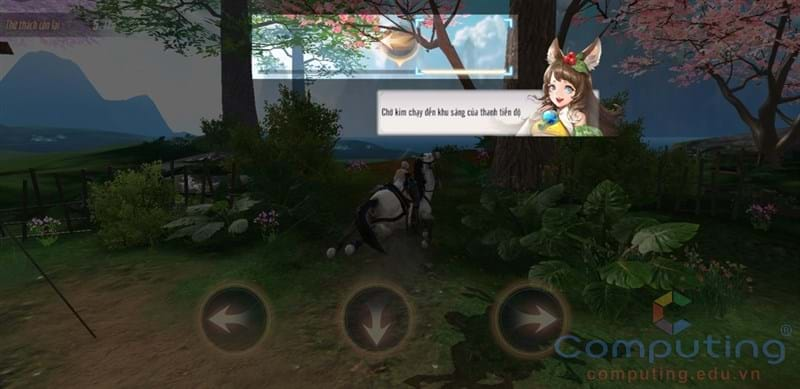 Thử thách còn lại
Chờ kim chạy đến khu sáng của thanh tiến độ
Computing®
computing.edu.vn